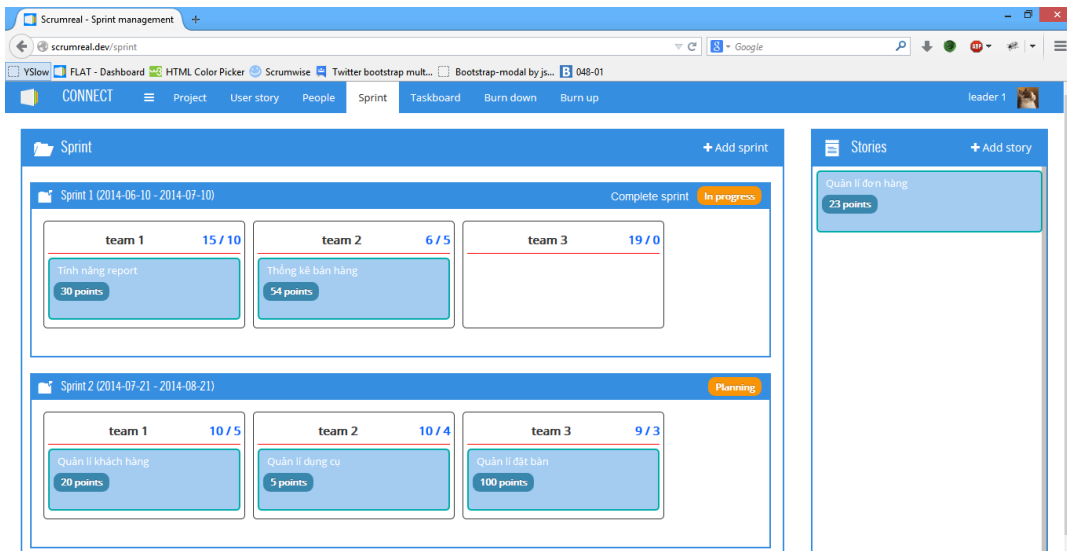 Scrumreal - Sprint management
scrumreal.dev/sprint
Google
YSlow FLAT - Dashboard HTML Color Picker Scrumwise Twitter bootstrap mult... Bootstrap-modal by js... 048-01
CONNECT Project User story People Sprint Taskboard Burn down Burn up leader 1
Sprint + Add sprint
Sprint 1 (2014-06-10 - 2014-07-10) Complete sprint In progress
team 1 15 / 10 team 2 6 / 5 team 3 19 / 0
Tính năng report Thống kê bán hàng
30 points 54 points
Sprint 2 (2014-07-21 - 2014-08-21) Planning
team 1 10 / 5 team 2 10 / 4 team 3 9 / 3
Quản lí khách hàng Quản lí dụng cụ Quản lí đặt bàn
20 points 5 points 100 points
Stories + Add story
Quản lí đơn hàng
23 points